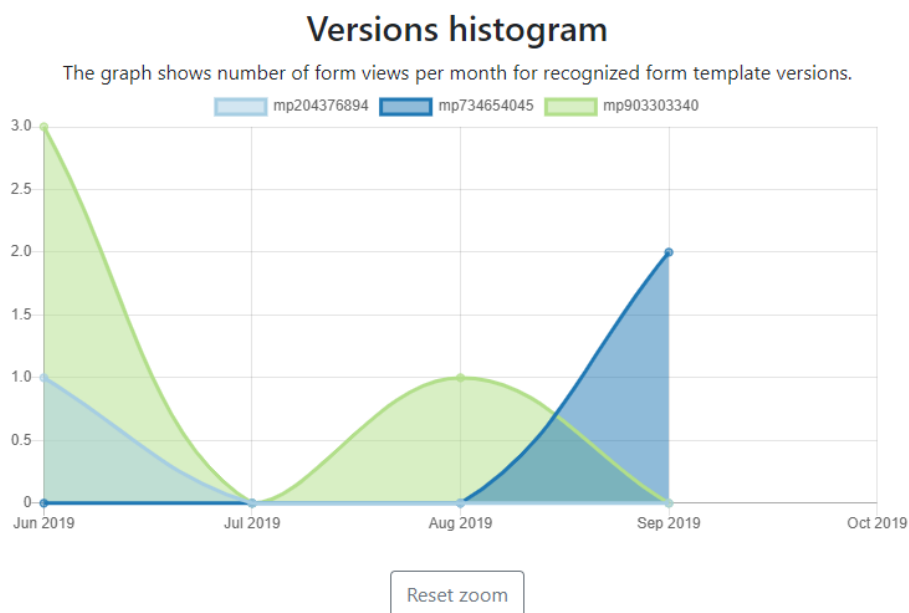 Versions histogram
The graph shows number of form views per month for recognized form template versions.
mp204376894 mp734654045 mp903303340
3.0
2.5
2.0
1.5
1.0
0.5
0
Jun 2019 Jul 2019 Aug 2019 Sep 2019 Oct 2019
Reset zoom